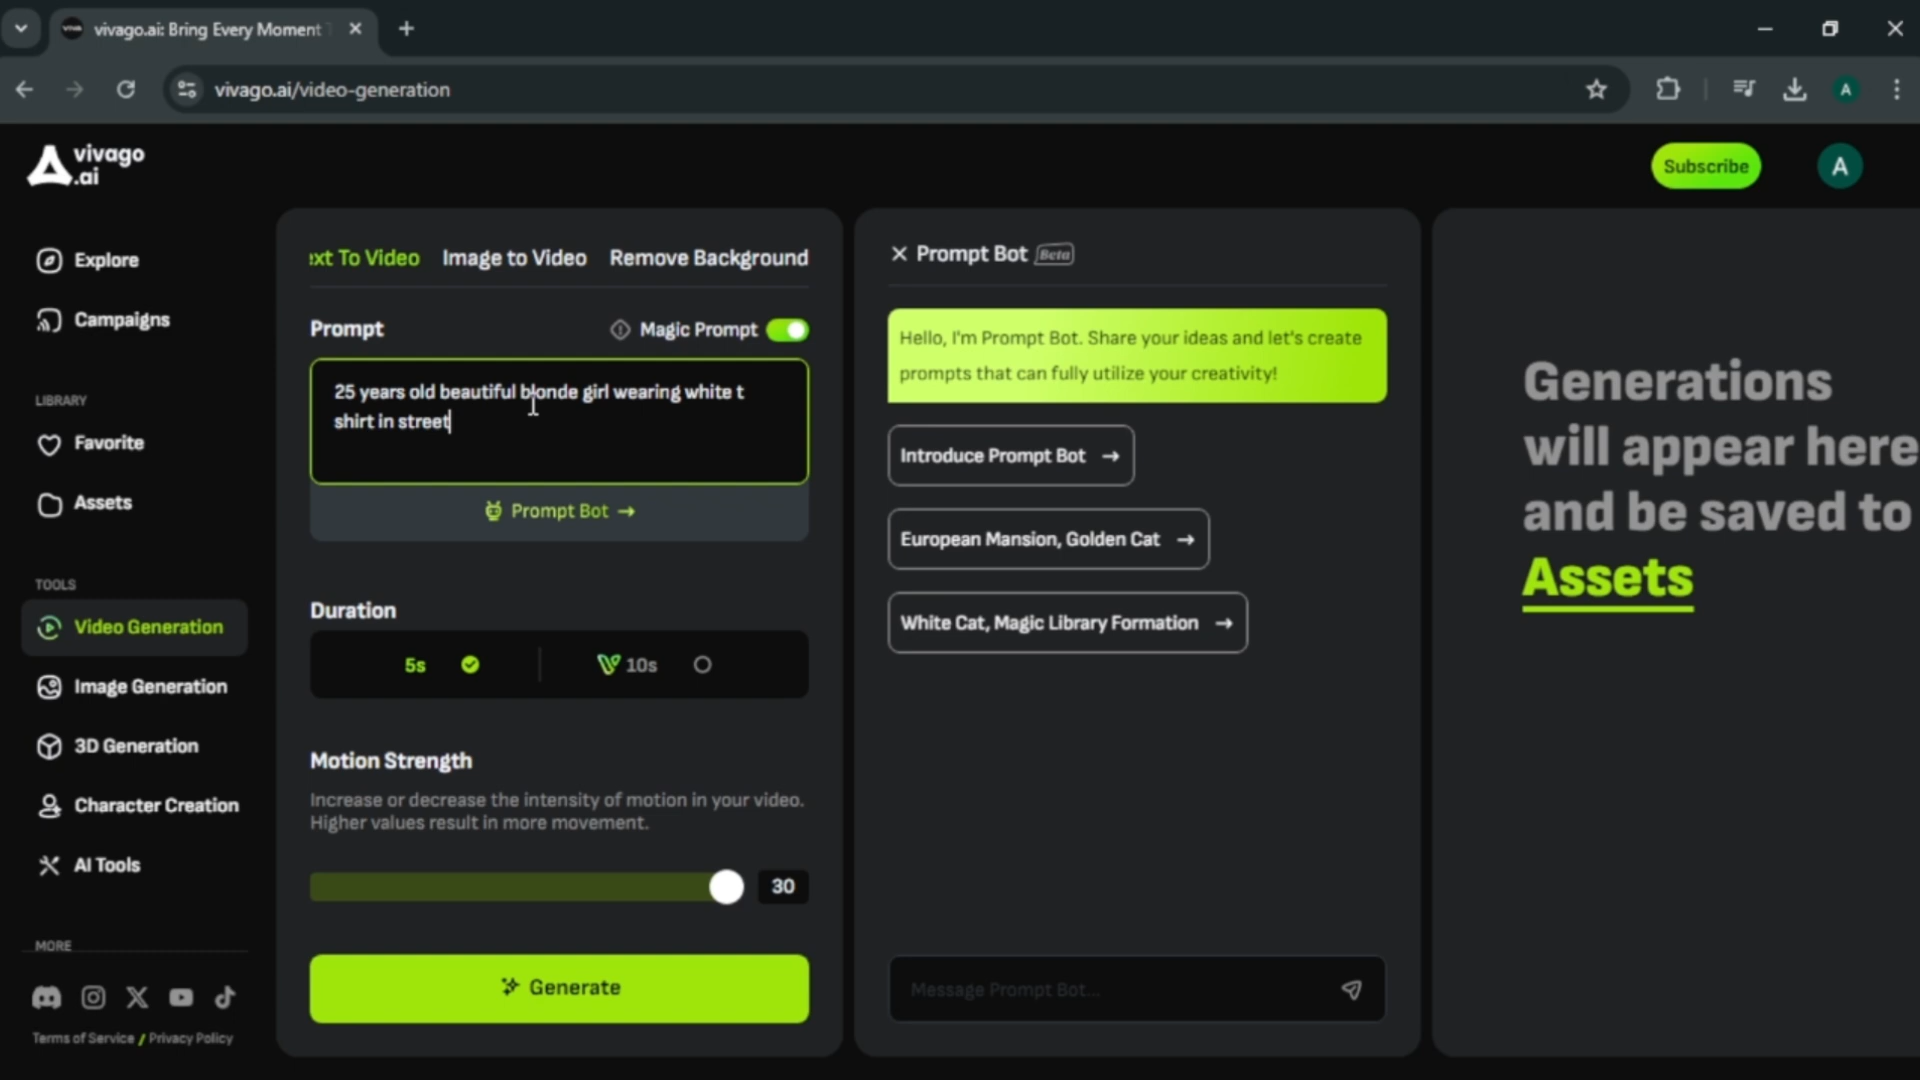 vivago.ai: Bring Every Moment
vivago.ai/video-generation
A
vivago
.ai
Subscribe
A
Explore
Campaigns
LIBRARY
Favorite
Assets
TOOLS
Video Generation
Image Generation
3D Generation
Character Creation
AI Tools
MORE
Terms of Service / Privacy Policy
ext To Video Image to Video Remove Background
Prompt Magic Prompt
25 years old beautiful blonde girl wearing white t
shirt in street
Prompt Bot →
Duration
5s 10s
Motion Strength
Increase or decrease the intensity of motion in your video.
Higher values result in more movement.
30
Generate
Prompt Bot Beta
Hello, I'm Prompt Bot. Share your ideas and let's create
prompts that can fully utilize your creativity!
Introduce Prompt Bot →
European Mansion, Golden Cat →
White Cat, Magic Library Formation →
Message Prompt Bot...
Generations
will appear here
and be saved to
Assets